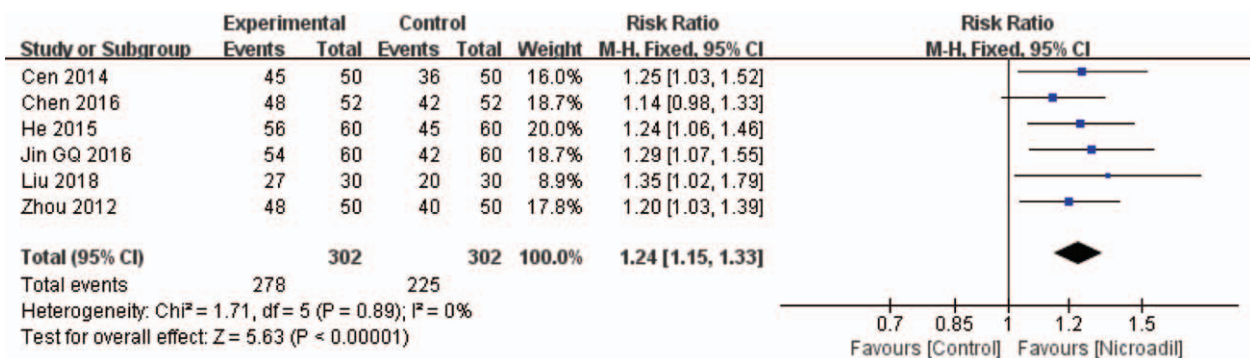 Experimental Control Risk Ratio Risk Ratio
Study or Subgroup Events Total Events Total Weight M-H, Fixed, 95% CI M-H, Fixed, 95% CI
Cen 2014 45 50 36 50 16.0% 1.25 [1.03, 1.52]
Chen 2016 48 52 42 52 18.7% 1.14 [0.98, 1.33]
He 2015 56 60 45 60 20.0% 1.24 [1.06, 1.46]
Jin GQ 2016 54 60 42 60 18.7% 1.29 [1.07, 1.55]
Liu 2018 27 30 20 30 8.9% 1.35 [1.02, 1.79]
Zhou 2012 48 50 40 50 17.8% 1.20 [1.03, 1.39]
Total (95% CI) 302 302 100.0% 1.24 [1.15, 1.33]
Total events 278 225
Heterogeneity: Chi² = 1.71, df = 5 (P = 0.89); I² = 0%
Test for overall effect: Z = 5.63 (P < 0.00001)
0.7 0.85 1 1.2 1.5
Favours [Control] Favours [Nicroadil]